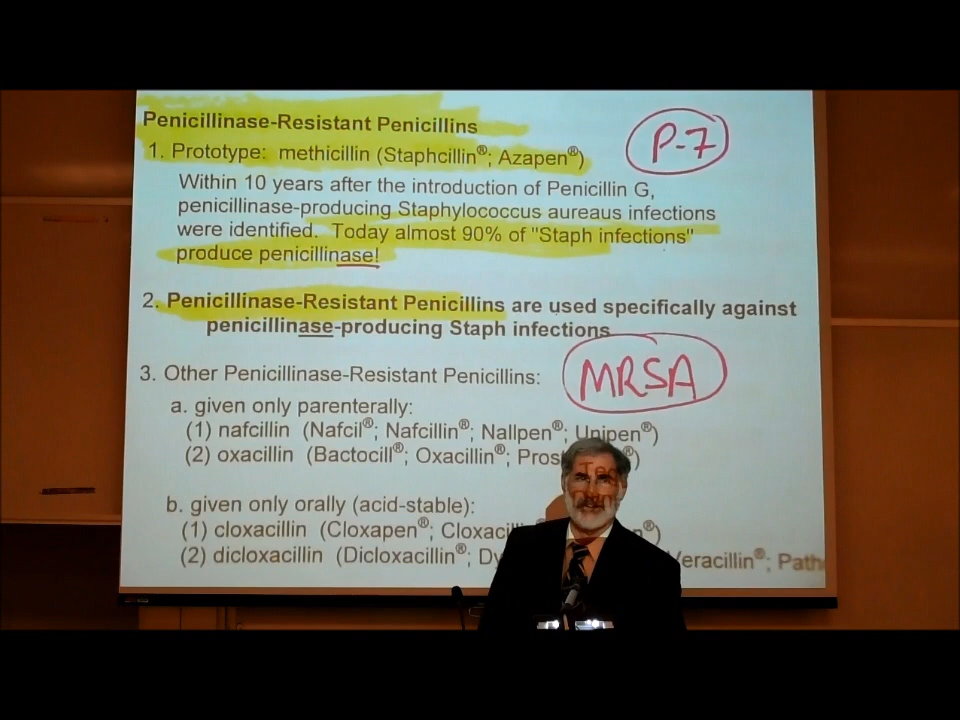 Penicillinase-Resistant Penicillins
P-7
1. Prototype: methicillin (Staphcillin®; Azapen®)
Within 10 years after the introduction of Penicillin G,
penicillinase-producing Staphylococcus aureaus infections
were identified. Today almost 90% of "Staph infections"
produce penicillinase!
2. Penicillinase-Resistant Penicillins are used specifically against
penicillinase-producing Staph infections
MRSA
3. Other Penicillinase-Resistant Penicillins:
a. given only parenterally:
(1) nafcillin (Nafcil®; Nafcillin®; Nallpen®; Unipen®)
(2) oxacillin (Bactocill®; Oxacillin®;
b. given only orally (acid-stable):
(1) cloxacillin (Cloxapen®;
(2) dicloxacillin (Dicloxacillin®; Veracillin®;